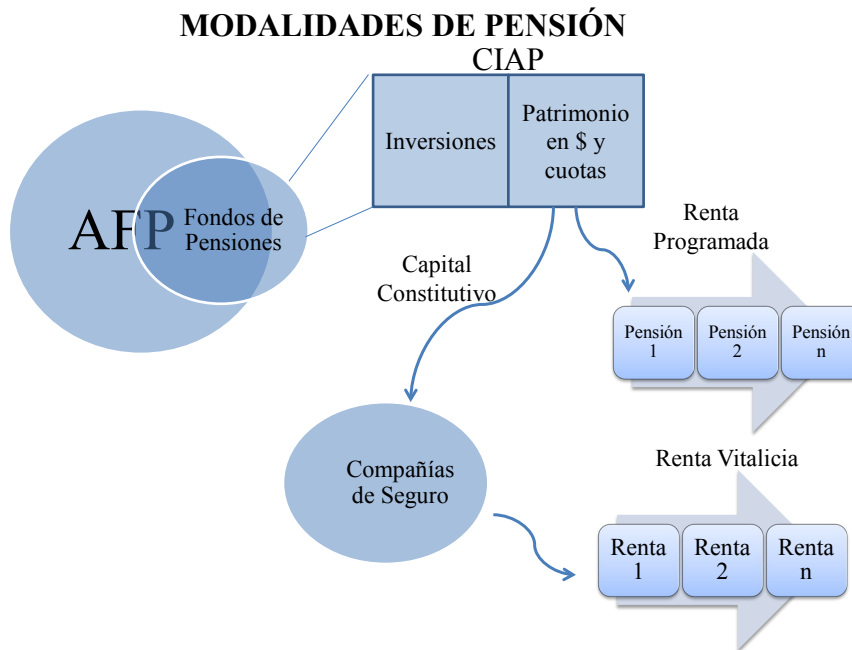 MODALIDADES DE PENSIÓN
CIAP
Inversiones
Patrimonio
en $ y
cuotas
AFP
Fondos de
Pensiones
Renta
Programada
Capital
Constitutivo
Pensión
1
Pensión
2
Pensión
n
Compañías
de Seguro
Renta Vitalicia
Renta
1
Renta
2
Renta
n